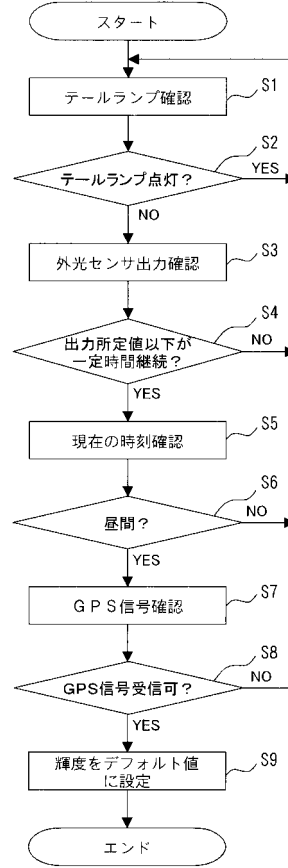 スタート
S1
テールランプ確認
S2
テールランプ点灯?
YES
NO
S3
外光センサ出力確認
S4
出力所定値以下が
一定時間継続?
NO
YES
S5
現在の時刻確認
S6
昼間?
NO
YES
S7
GPS信号確認
S8
GPS信号受信可?
NO
YES
S9
輝度をデフォルト値
に設定
エンド